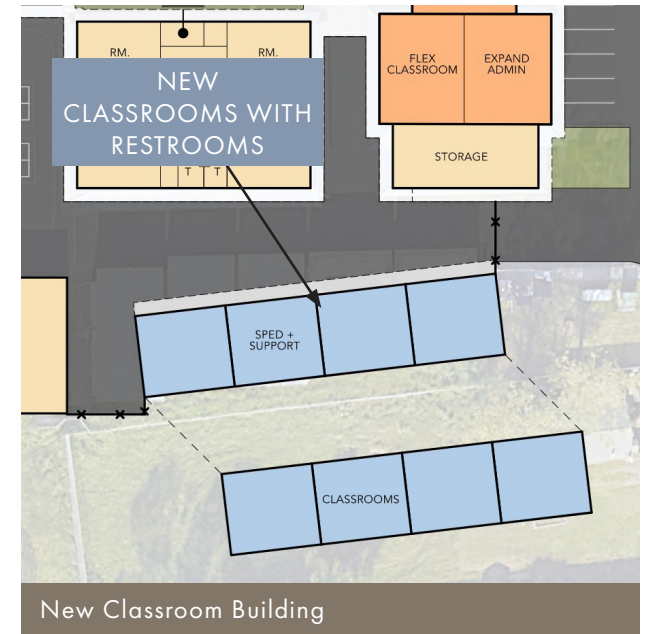 RM.
RM.
NEW
CLASSROOMS WITH
RESTROOMS
T T
FLEX
CLASSROOM
EXPAND
ADMIN
STORAGE
SPED +
SUPPORT
CLASSROOMS
New Classroom Building